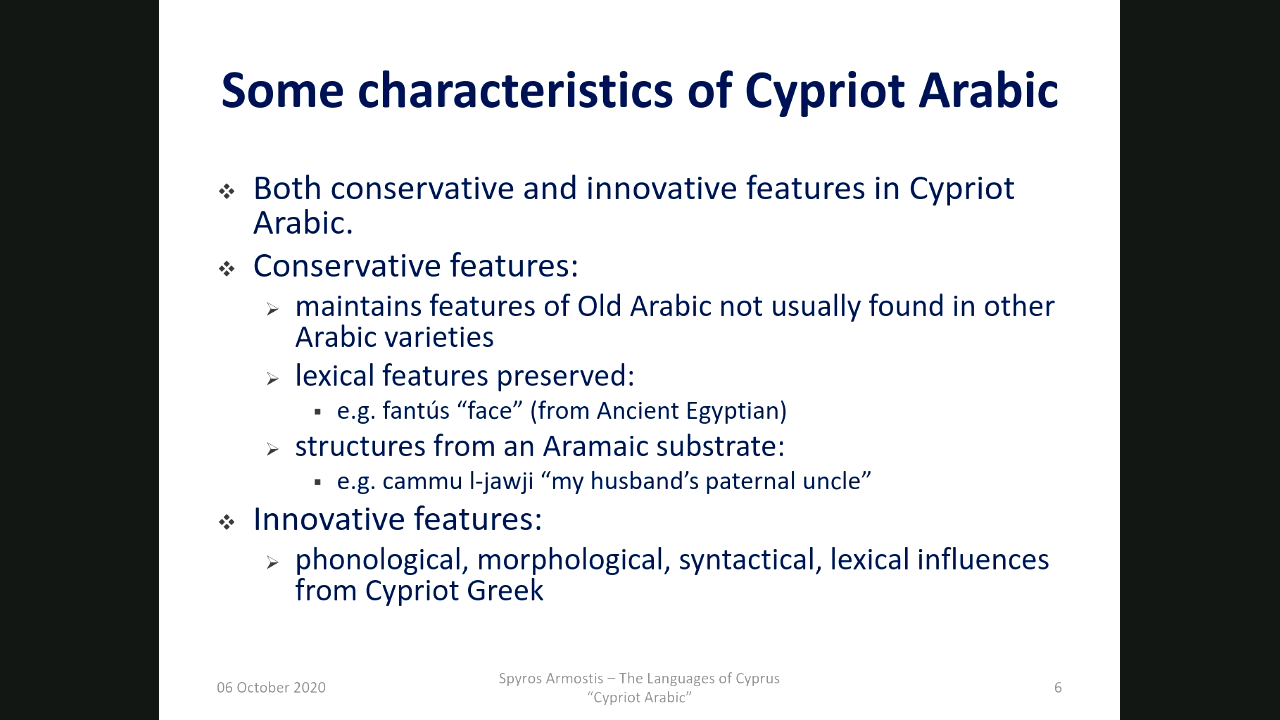 Some characteristics of Cypriot Arabic
Both conservative and innovative features in Cypriot
Arabic.
Conservative features:
maintains features of Old Arabic not usually found in other
Arabic varieties
lexical features preserved:
e.g. fantús “face” (from Ancient Egyptian)
structures from an Aramaic substrate:
e.g. cammu l-jawji “my husband’s paternal uncle”
Innovative features:
phonological, morphological, syntactical, lexical influences
from Cypriot Greek
06 October 2020
Spyros Armostis – The Languages of Cyprus
“Cypriot Arabic”
6